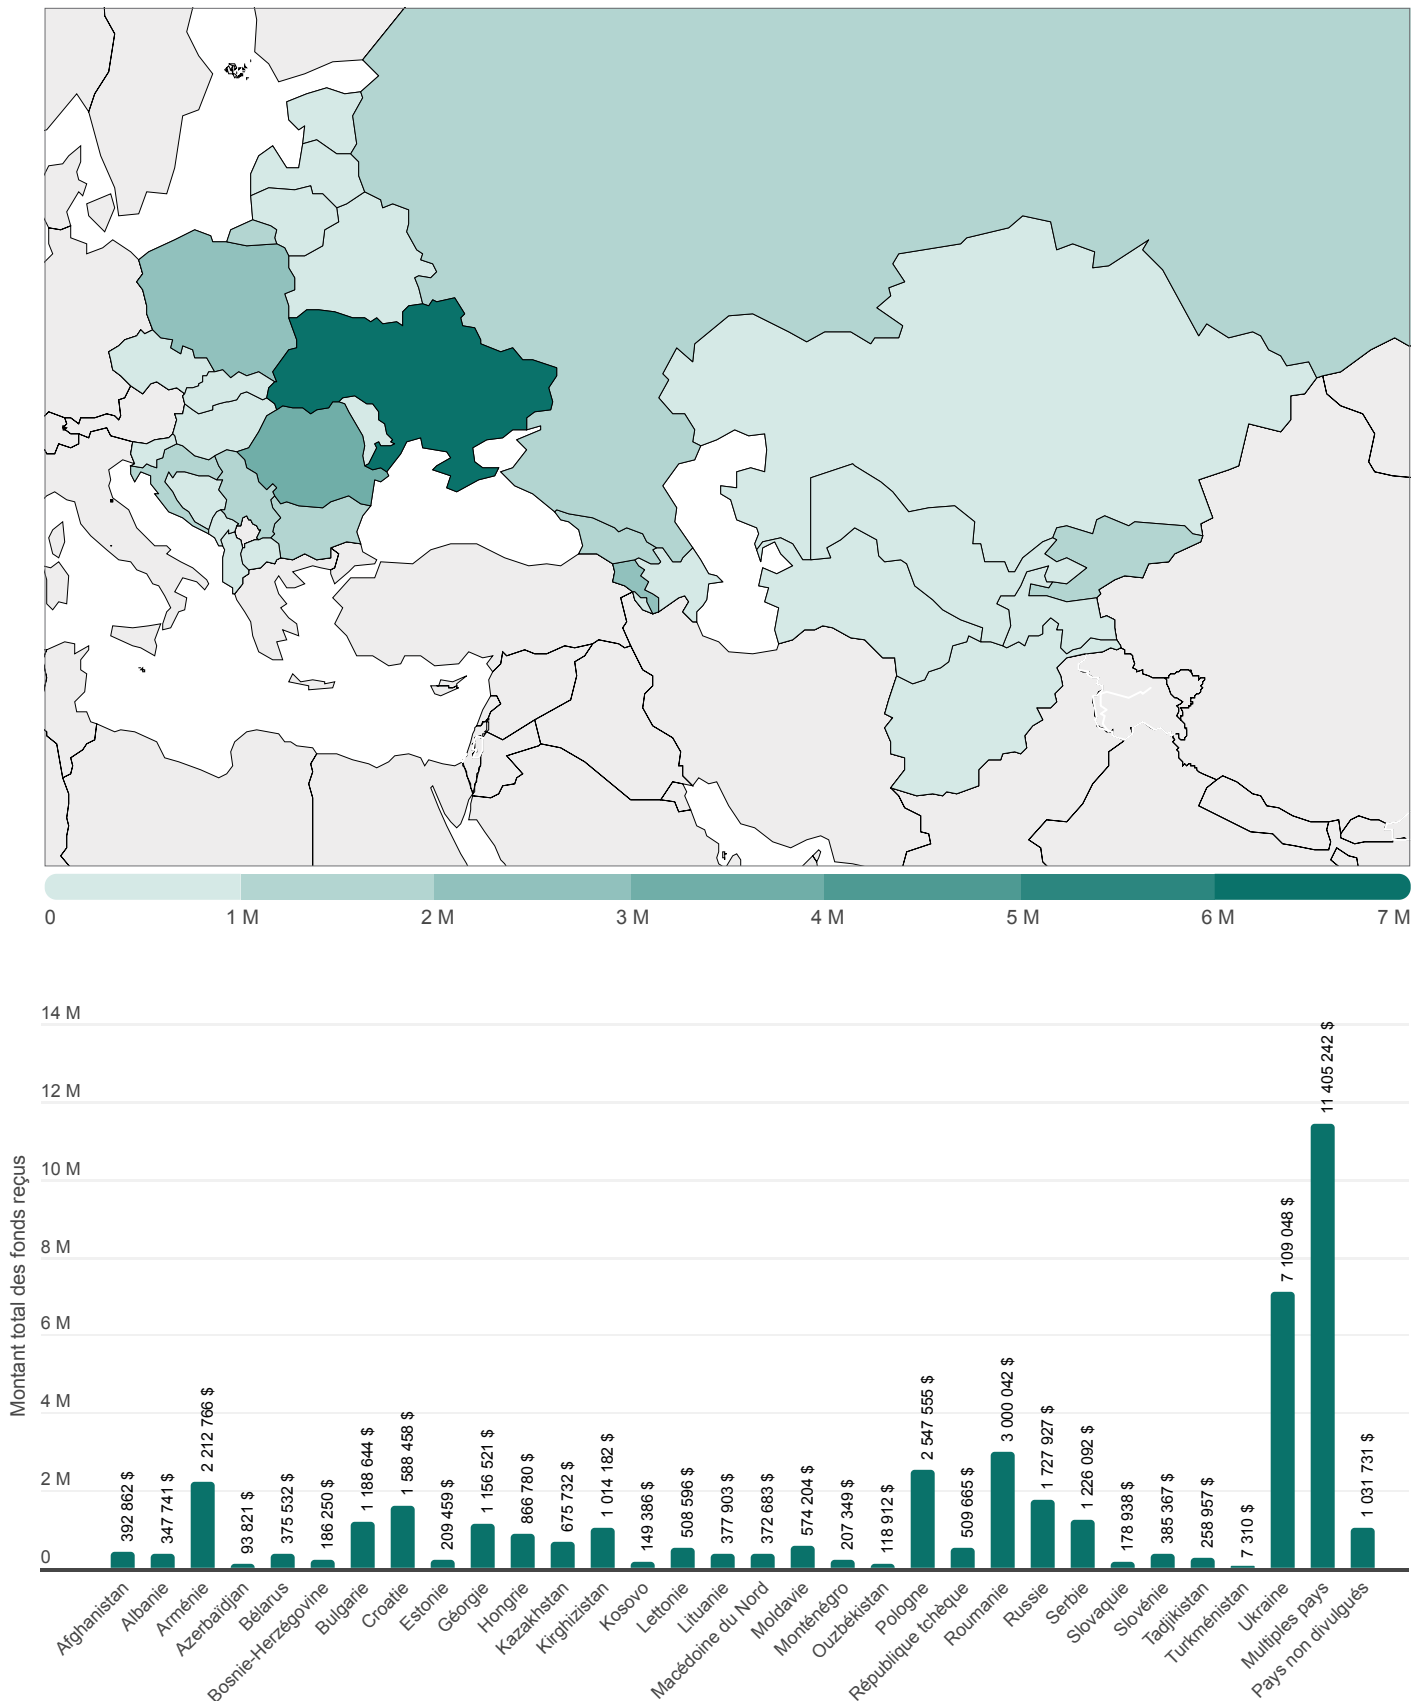 0
1 M
2 M
3 M
4 M
5 M
6 M
7 M
Montant total des fonds reçus
14 M
12 M
10 M
8 M
6 M
4 M
2 M
0
392 862 $
347 741 $
2 212 766 $
93 821 $
375 532 $
186 250 $
1 188 644 $
1 588 458 $
209 459 $
1 156 521 $
866 780 $
675 732 $
1 014 182 $
149 386 $
508 596 $
377 903 $
372 683 $
574 204 $
207 349 $
118 912 $
2 547 555 $
509 665 $
3 000 042 $
1 727 927 $
1 226 092 $
178 938 $
385 367 $
258 957 $
7 310 $
7 109 048 $
11 405 242 $
1 031 731 $
Afghanistan
Albanie
Arménie
Azerbaïdjan
Bélarus
Bosnie-Herzégovine
Bulgarie
Croatie
Estonie
Géorgie
Hongrie
Kazakhstan
Kirghizistan
Kosovo
Lettonie
Lituanie
Macédoine du Nord
Moldavie
Monténégro
Ouzbékistan
Pologne
République tchèque
Roumanie
Russie
Serbie
Slovaquie
Slovénie
Tadjikistan
Turkménistan
Ukraine
Multiples pays
Pays non divulgués